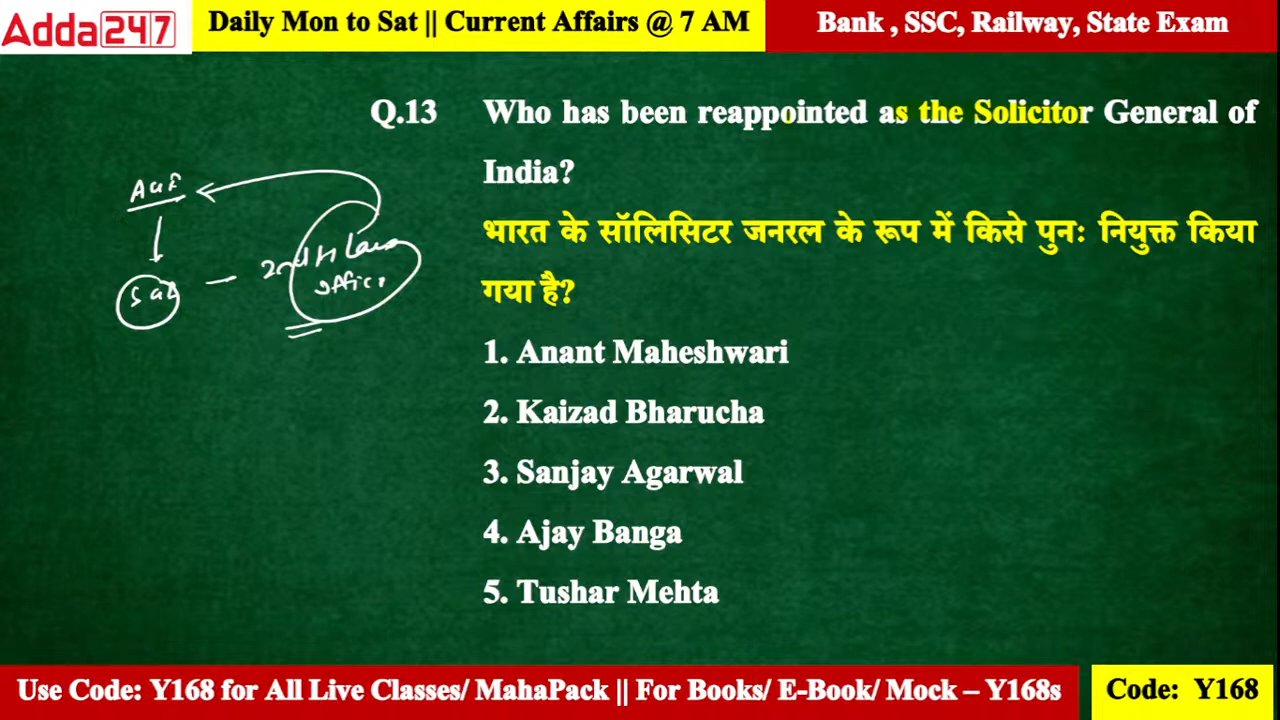 Adda247
Daily Mon to Sat || Current Affairs @ 7 AM
Bank , SSC, Railway, State Exam
Q.13 Who has been reappointed as the Solicitor General of
India?
भारत के सॉलिसिटर जनरल के रूप में किसे पुनः नियुक्त किया
गया है?
1. Anant Maheshwari
2. Kaizad Bharucha
3. Sanjay Agarwal
4. Ajay Banga
5. Tushar Mehta
2nd H Law
Use Code: Y168 for All Live Classes/ MahaPack || For Books/ E-Book/ Mock – Y168s
Code: Y168